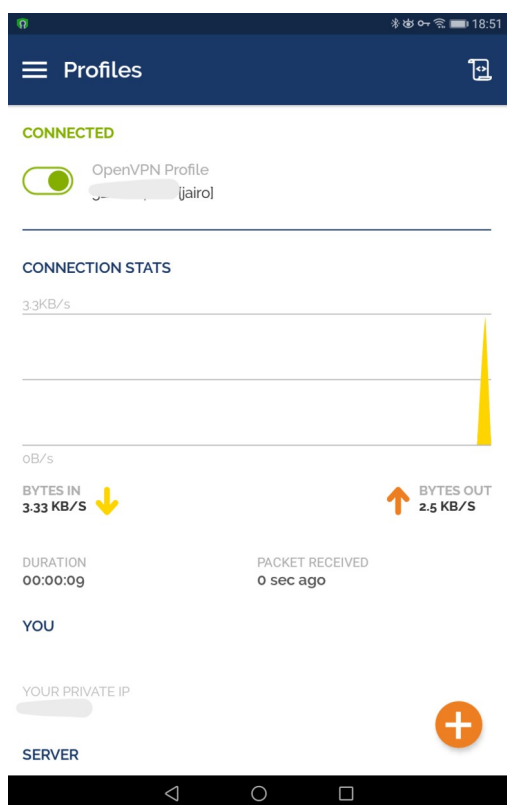 18:51
Profiles
CONNECTED
OpenVPN Profile
[jairo]
CONNECTION STATS
3.3KB/s
0B/s
BYTES IN
3.33 KB/S
BYTES OUT
2.5 KB/S
DURATION
00:00:09
PACKET RECEIVED
0 sec ago
YOU
YOUR PRIVATE IP
SERVER